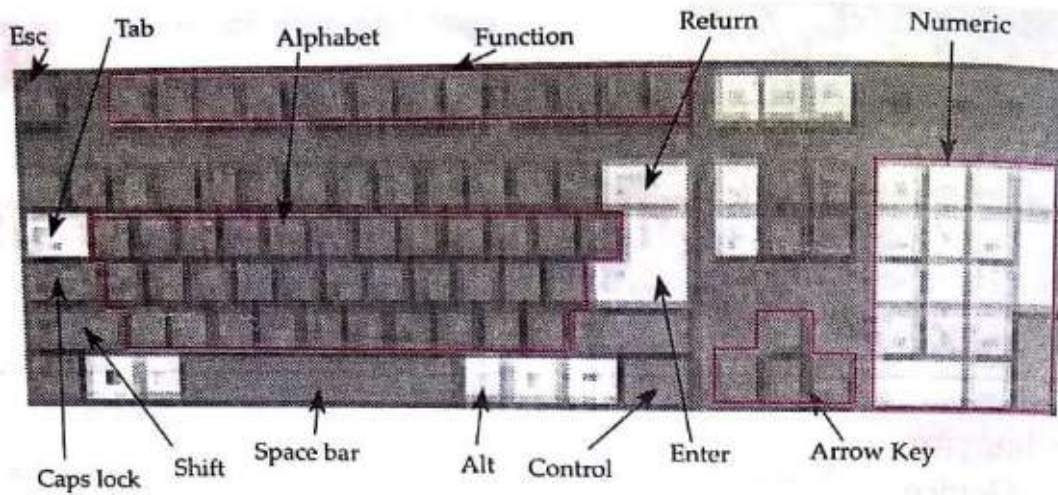 Esc
Tab
Alphabet
Function
Return
Numeric
Caps lock
Shift
Space bar
Alt
Control
Enter
Arrow Key